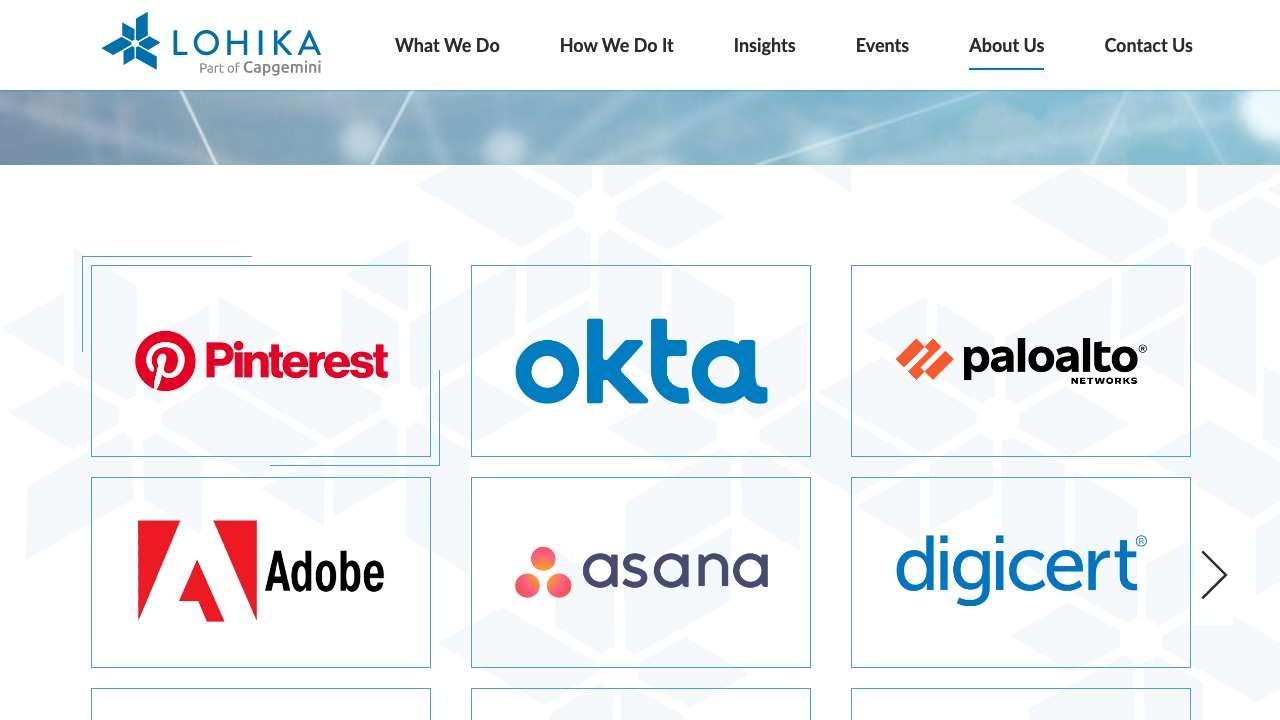 LOHIKA
Part of Capgemini
What We Do
How We Do It
Insights
Events
About Us
Contact Us
Pinterest
okta
paloalto®
NETWORKS
Adobe
asana
digicert®